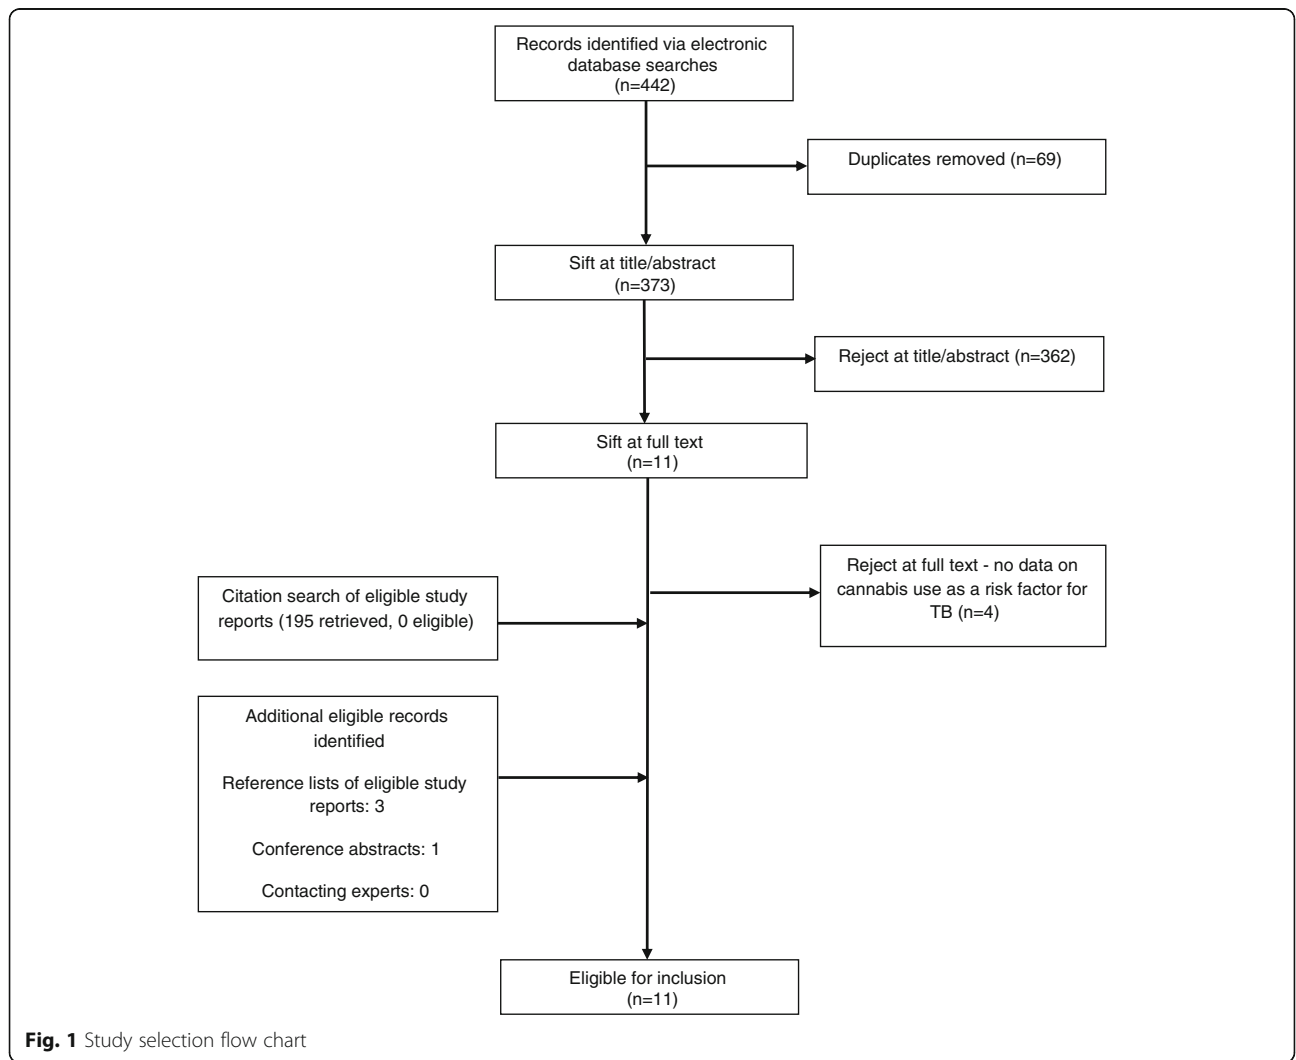 Records identified via electronic
database searches
(n=442)
Duplicates removed (n=69)
Sift at title/abstract
(n=373)
Reject at title/abstract (n=362)
Sift at full text
(n=11)
Reject at full text - no data on
cannabis use as a risk factor for
TB (n=4)
Citation search of eligible study
reports (195 retrieved, 0 eligible)
Additional eligible records
identified
Reference lists of eligible study
reports: 3
Conference abstracts: 1
Contacting experts: 0
Eligible for inclusion
(n=11)
Fig. 1 Study selection flow chart